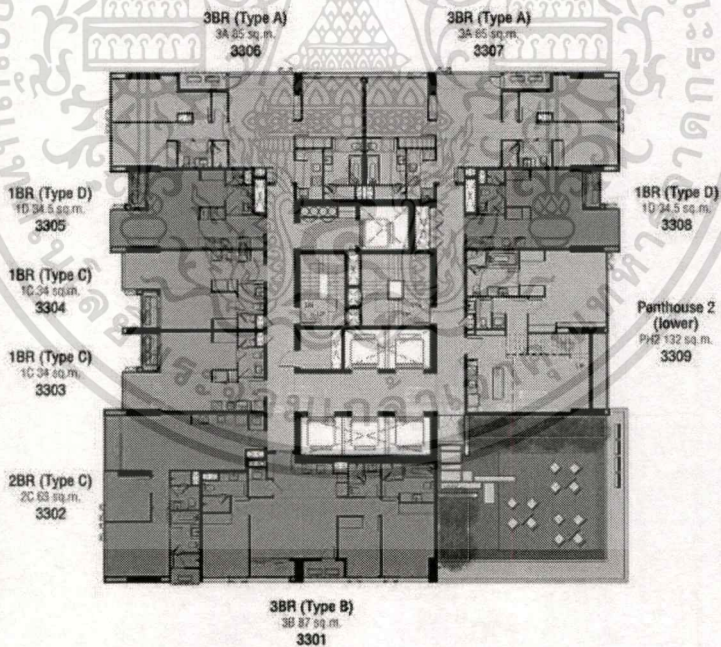 3BR (Type A)
3A 85 sq.m.
3306
3BR (Type A)
3A 85 sq.m.
3307
1BR (Type D)
1D 34.5 sq.m.
3305
1BR (Type D)
1D 34.5 sq.m.
3308
1BR (Type C)
1C 34 sq.m.
3304
Penthouse 2
(lower)
PH2 132 sq.m.
3309
1BR (Type C)
1C 34 sq.m.
3303
2BR (Type C)
2C 63 sq.m.
3302
3BR (Type B)
3B 87 sq.m.
3301